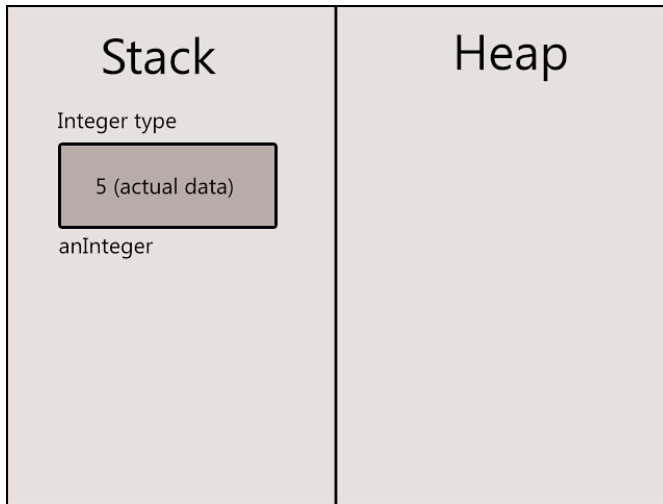 Stack
Heap
Integer type
5 (actual data)
anInteger